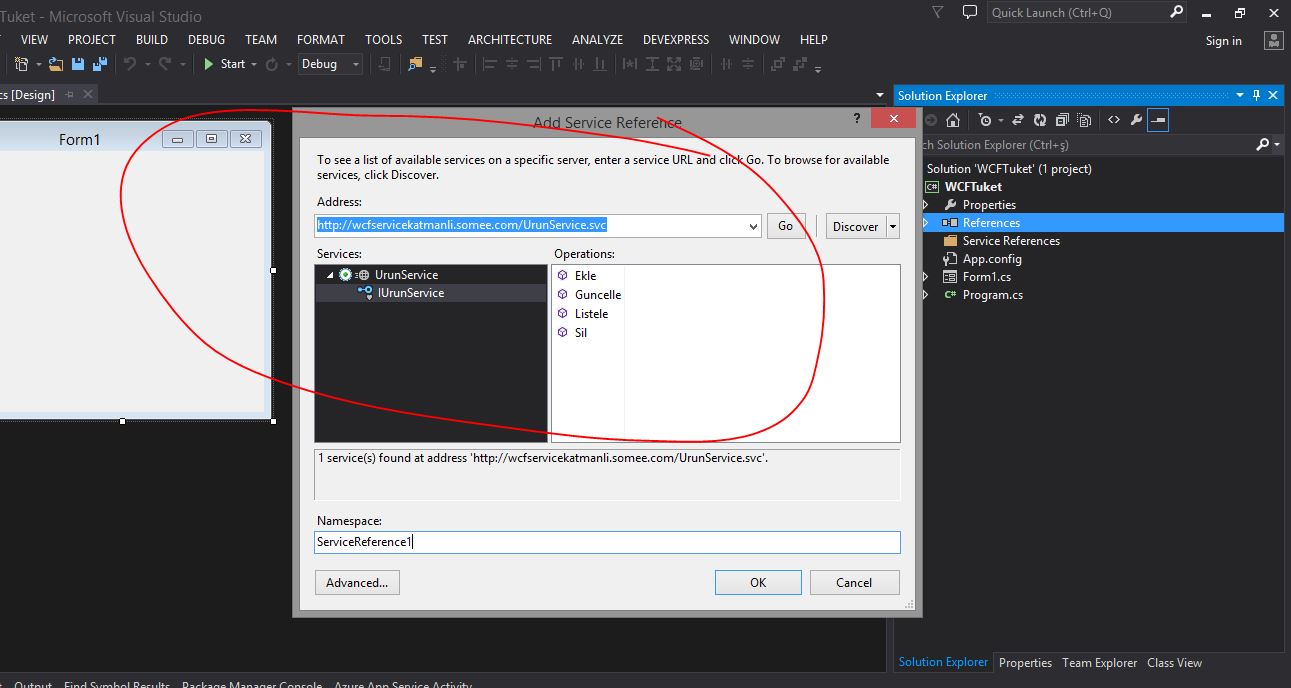 Tuket - Microsoft Visual Studio
Quick Launch (Ctrl+Q)
VIEW PROJECT BUILD DEBUG TEAM FORMAT TOOLS TEST ARCHITECTURE ANALYZE DEVEXPRESS WINDOW HELP
Sign in
Start Debug
cs [Design]
Form1
Add Service Reference
?
To see a list of available services on a specific server, enter a service URL and click Go. To browse for available
services, click Discover.
Address:
http://wcfservicekatmanli.somee.com/UrunService.svc
Go
Discover
Services:
Operations:
UrunService
IUrunService
Ekle
Guncelle
Listele
Sil
1 service(s) found at address 'http://wcfservicekatmanli.somee.com/UrunService.svc'.
Namespace:
ServiceReference1
Advanced...
OK
Cancel
Solution Explorer
ch Solution Explorer (Ctrl+ş)
Solution 'WCFTuket' (1 project)
C# WCFTuket
Properties
References
Service References
App.config
Form1.cs
C# Program.cs
Solution Explorer Properties Team Explorer Class View
Output Find Symbol Results Package Manager Console Azure App Service Activity